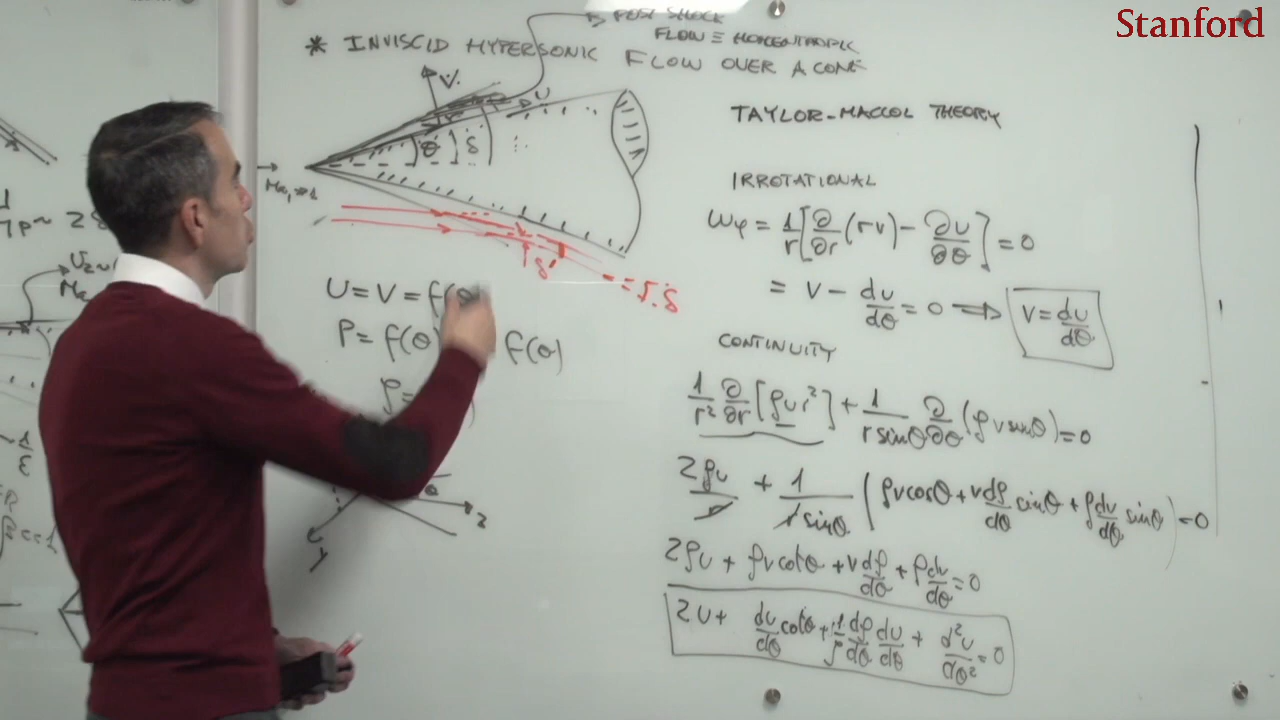 Stanford
POST SHOCK
FLOW ≡ HOMENTROPIC
* INVISCID HYPERSONIC FLOW OVER A CONE
V
U
θ
δ
Ma₁≫1
δ'
U=V=f(θ)
P=f(θ)
f(θ)
ρ=
θ
z
y
TAYLOR-MACCOL THEORY
IRROTATIONAL
ωφ = 1/r [∂/∂r (rv) - ∂u/∂θ] = 0
= v - du/dθ = 0 ⟹ v = du/dθ
CONTINUITY
1/r² ∂/∂r [ρur²] + 1/(r sinθ) ∂/∂θ (ρv sinθ) = 0
2ρu/r + 1/(r sinθ) (ρv cosθ + v dρ/dθ sinθ + ρ dv/dθ sinθ) = 0
2ρu + ρv cotθ + v dρ/dθ + ρ dv/dθ = 0
2u + du/dθ cotθ + 1/ρ dρ/dθ du/dθ + d²u/dθ² = 0